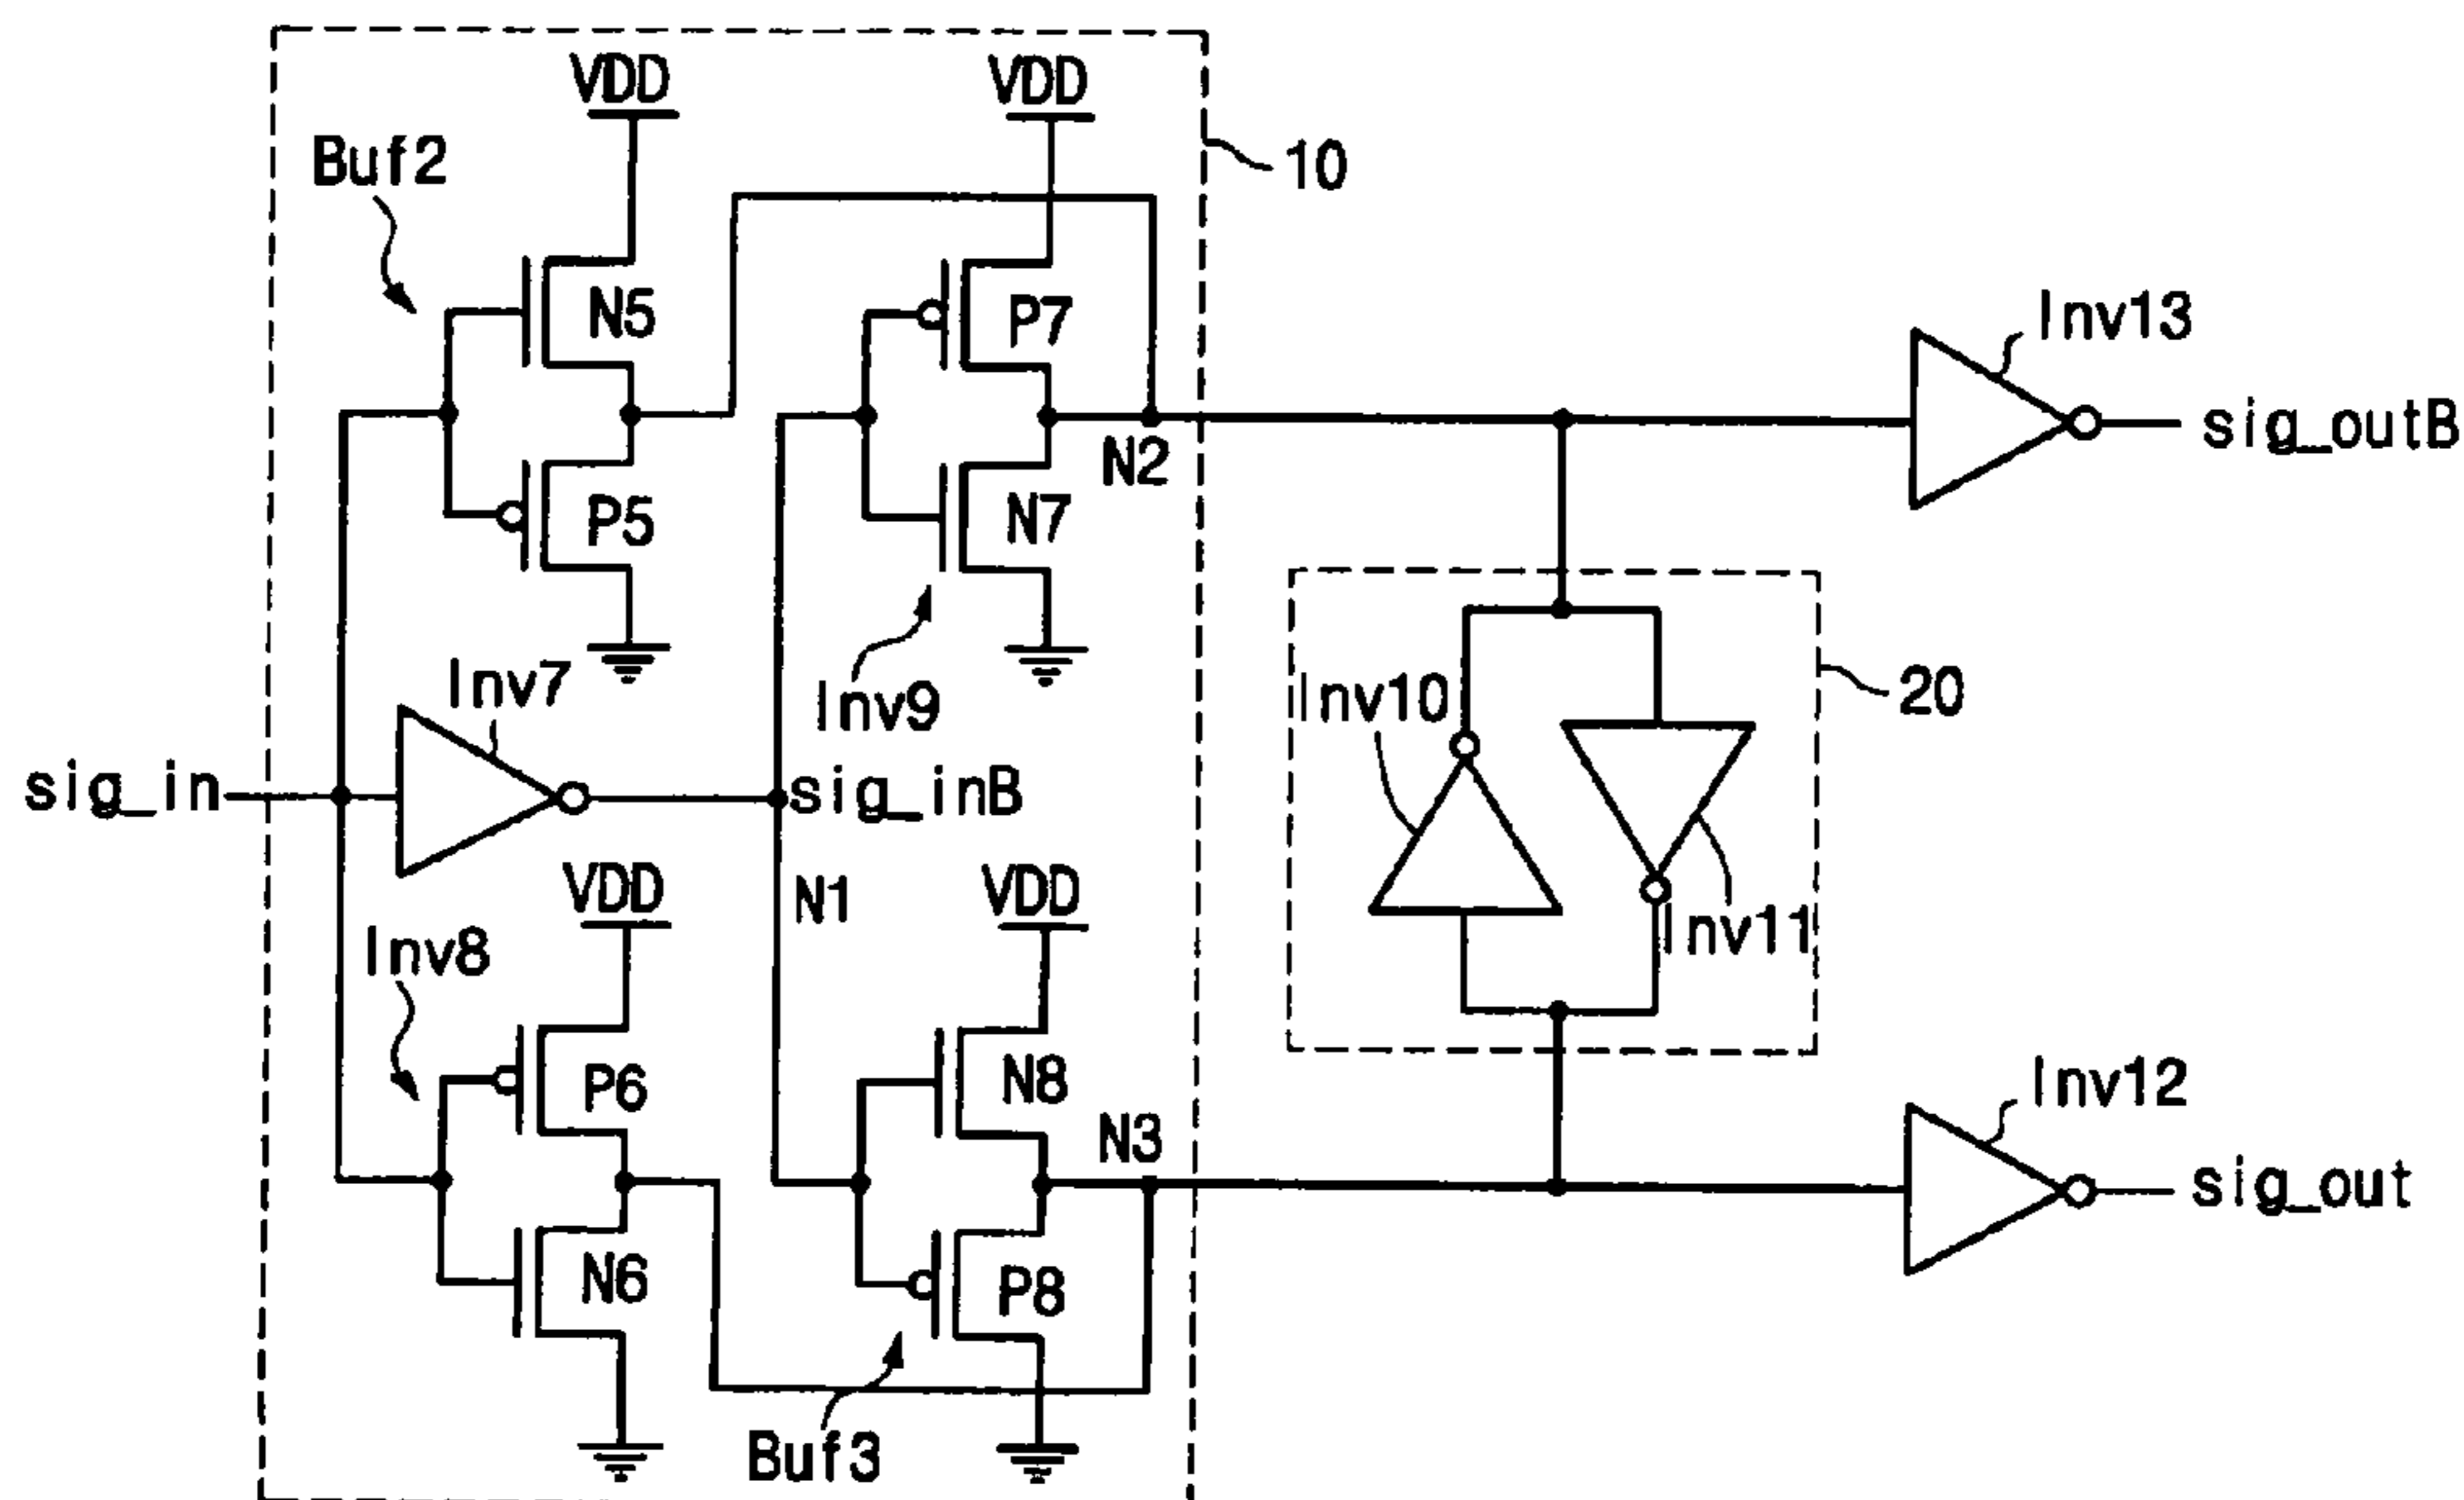 VDD
VDD
Buf2
10
N5
P7
Inv13
sig_outB
N2
P5
N7
Inv7
Inv9
Inv10
20
sig_in
sig_inB
VDD
N1
VDD
Inv8
Inv11
P6
N8
Inv12
N3
sig_out
N6
P8
Buf3